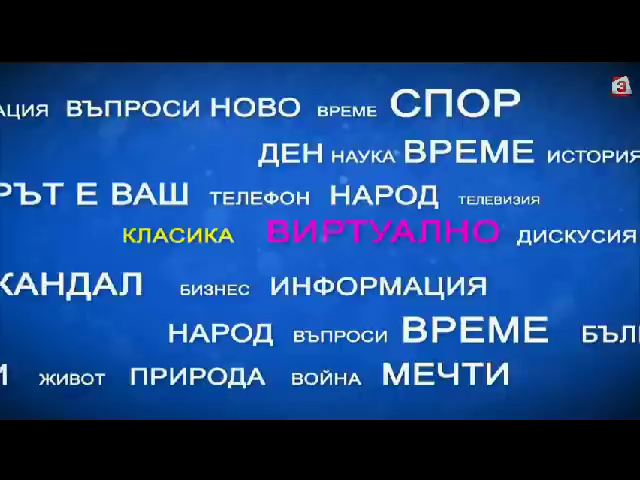 АЦИЯ ВЪПРОСИ НОВО ВРЕМЕ СПОР
ДЕН НАУКА ВРЕМЕ ИСТОРИЯ
РЪТ Е ВАШ ТЕЛЕФОН НАРОД ТЕЛЕВИЗИЯ
КЛАСИКА ВИРТУАЛНО ДИСКУСИЯ
КАНДАЛ БИЗНЕС ИНФОРМАЦИЯ
НАРОД ВЪПРОСИ ВРЕМЕ БЪЛГ
И ЖИВОТ ПРИРОДА ВОЙНА МЕЧТИ